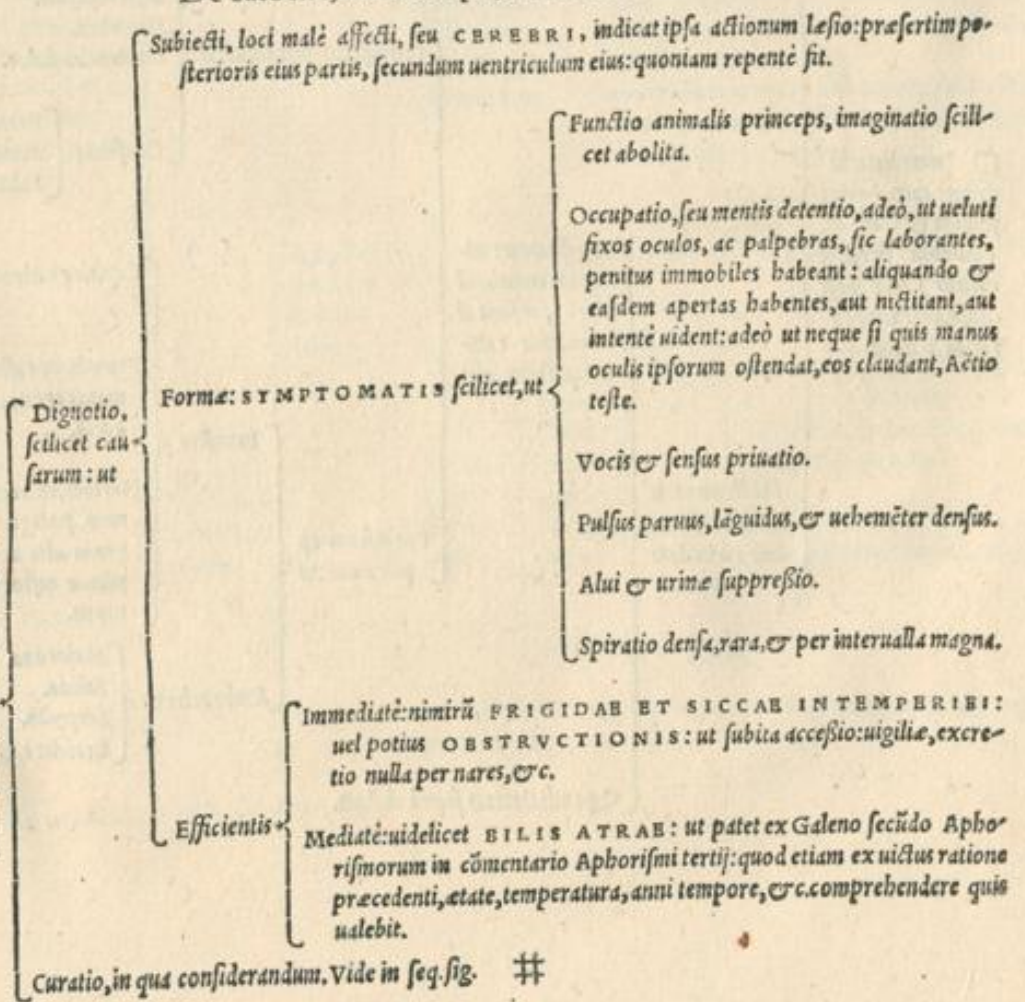 Subiecti, loci malè affecti, seu CEREBRI, indicat ipsa actionum læsio: præsertim po-
sterioris eius partis, secundum uentriculum eius: quoniam repentè fit.
Functio animalis princeps, imaginatio scili-
cet abolita.
Occupatio, seu mentis detentio, adeò, ut ueluti
fixos oculos, ac palpebras, sic laborantes,
penitus immobiles habeant: aliquando &
easdem apertas habentes, aut nictitant, aut
intentè uident: adeò ut neque si quis manus
oculis ipsorum ostendat, eos claudant, Aëtio
teste.
Formæ: SYMPTOMATIS scilicet, ut
Dignotio,
scilicet cau
sarum: ut
Vocis & sensus priuatio.
Pulsus paruus, lāguidus, & uehemēter densus.
Alui & urinæ suppreßio.
Spiratio densa, rara, & per interualla magna.
Immediatè: nimirū FRIGIDAE ET SICCAE INTEMPERIEI:
uel potius OBSTRVCTIONIS: ut subita acceßio: uigiliæ, excre-
tio nulla per nares, &c.
Efficientis
Mediatè: uidelicet BILIS ATRAE: ut patet ex Galeno secūdo Apho-
rismorum in cōmentario Aphorismi tertij: quod etiam ex uictus ratione
præcedenti, ætate, temperatura, anni tempore, &c. comprehendere quis
ualebit.
Curatio, in qua considerandum. Vide in seq. fig. #